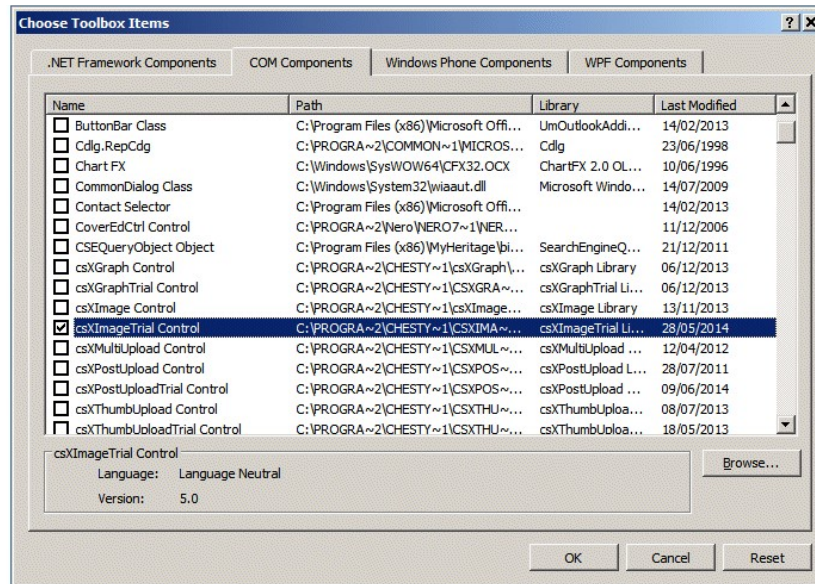 Choose Toolbox Items
.NET Framework Components COM Components Windows Phone Components WPF Components
Name Path Library Last Modified
ButtonBar Class C:\Program Files (x86)\Microsoft Offi... UmOutlookAddi... 14/02/2013
Cdlg.RepCdg C:\PROGRA~2\COMMON~1\MICROS... Cdlg 23/06/1998
Chart FX C:\Windows\SysWOW64\CFX32.OCX ChartFX 2.0 OL... 10/06/1996
CommonDialog Class C:\Windows\System32\wiaaut.dll Microsoft Windo... 14/07/2009
Contact Selector C:\Program Files (x86)\Microsoft Offi... 14/02/2013
CoverEdCtrl Control C:\PROGRA~2\Nero\NERO7~1\NER... 11/12/2006
CSEQueryObject Object C:\Program Files (x86)\MyHeritage\bi... SearchEngineQ... 21/12/2011
csXGraph Control C:\PROGRA~2\CHESTY~1\csXGraph\... csXGraph Library 06/12/2013
csXGraphTrial Control C:\PROGRA~2\CHESTY~1\CSXGRA~... csXGraphTrial Li... 06/12/2013
csXImage Control C:\PROGRA~2\CHESTY~1\csXImage... csXImage Library 13/11/2013
csXImageTrial Control C:\PROGRA~2\CHESTY~1\CSXIMA~... csXImageTrial Li... 28/05/2014
csXMultiUpload Control C:\PROGRA~2\CHESTY~1\CSXMUL~... csXMultiUpload ... 12/04/2012
csXPostUpload Control C:\PROGRA~2\CHESTY~1\CSXPOS~... csXPostUpload L... 28/07/2011
csXPostUploadTrial Control C:\PROGRA~2\CHESTY~1\CSXPOS~... csXPostUpload ... 09/06/2014
csXThumbUpload Control C:\PROGRA~2\CHESTY~1\CSXTHU~... csXThumbUploa... 08/07/2013
csXThumbUploadTrial Control C:\PROGRA~2\CHESTY~1\CSXTHU~... csXThumbUploa... 18/05/2013
csXImageTrial Control
Browse...
Language: Language Neutral
Version: 5.0
OK Cancel Reset